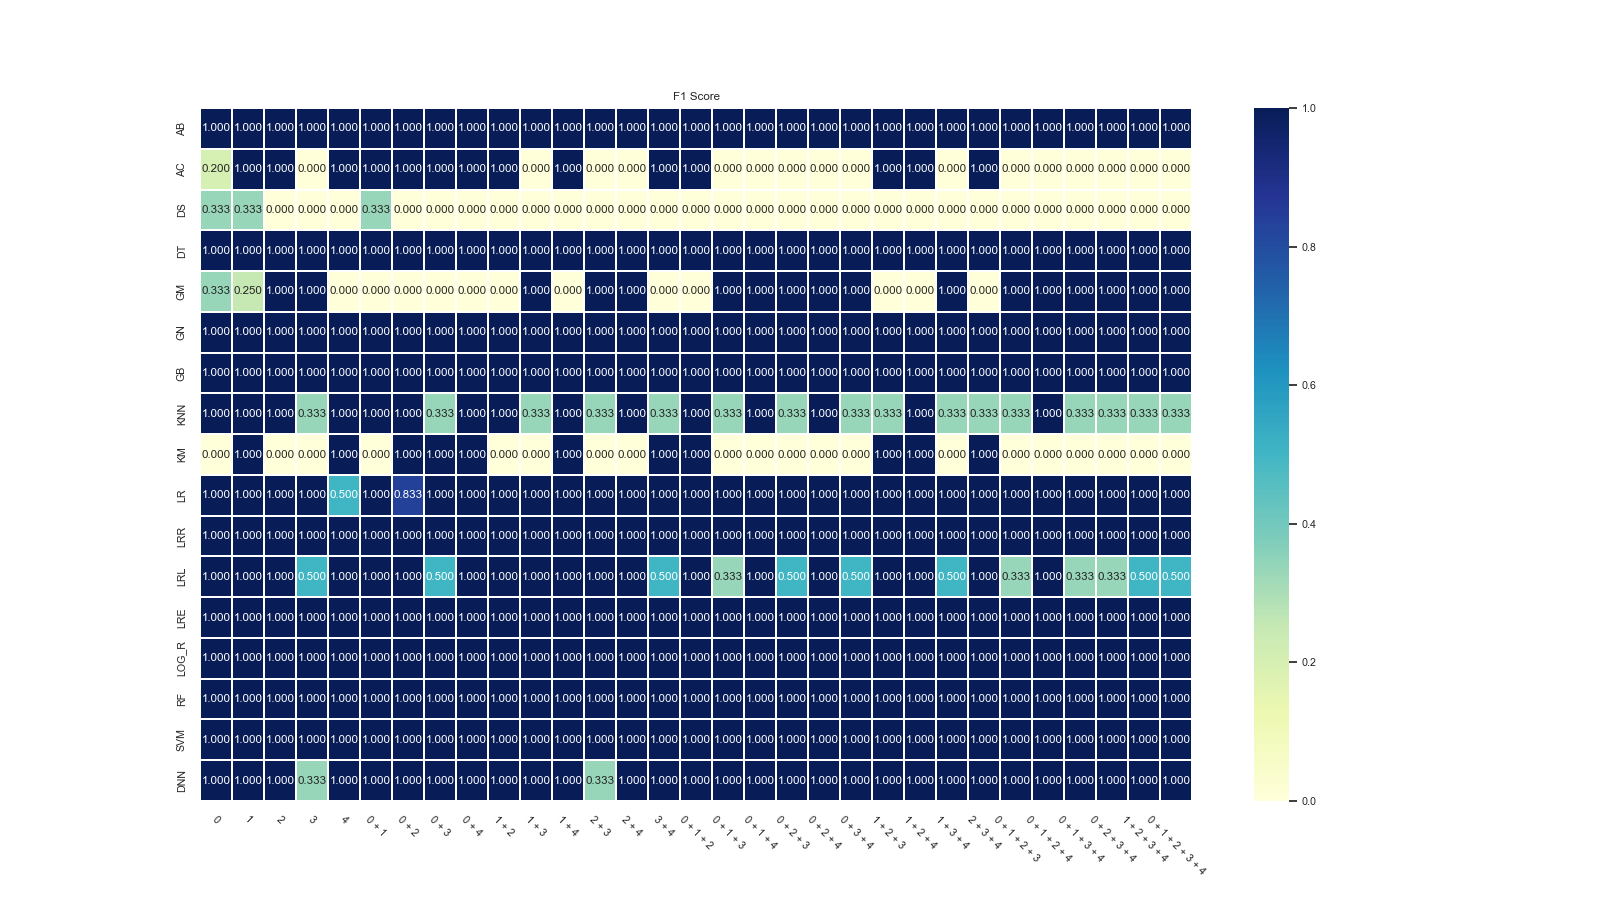 F1 Score
AB 1.000 1.000 1.000 1.000 1.000 1.000 1.000 1.000 1.000 1.000 1.000 1.000 1.000 1.000 1.000 1.000 1.000 1.000 1.000 1.000 1.000 1.000 1.000 1.000 1.000 1.000 1.000 1.000 1.000 1.000 1.000
AC 0.200 1.000 1.000 0.000 1.000 1.000 1.000 1.000 1.000 1.000 0.000 1.000 0.000 0.000 1.000 1.000 0.000 0.000 0.000 0.000 0.000 1.000 1.000 0.000 1.000 0.000 0.000 0.000 0.000 0.000 0.000
DS 0.333 0.333 0.000 0.000 0.000 0.333 0.000 0.000 0.000 0.000 0.000 0.000 0.000 0.000 0.000 0.000 0.000 0.000 0.000 0.000 0.000 0.000 0.000 0.000 0.000 0.000 0.000 0.000 0.000 0.000 0.000
DT 1.000 1.000 1.000 1.000 1.000 1.000 1.000 1.000 1.000 1.000 1.000 1.000 1.000 1.000 1.000 1.000 1.000 1.000 1.000 1.000 1.000 1.000 1.000 1.000 1.000 1.000 1.000 1.000 1.000 1.000 1.000
GM 0.333 0.250 1.000 1.000 0.000 0.000 0.000 0.000 0.000 0.000 1.000 0.000 1.000 1.000 0.000 0.000 1.000 1.000 1.000 1.000 1.000 0.000 0.000 1.000 0.000 1.000 1.000 1.000 1.000 1.000 1.000
GN 1.000 1.000 1.000 1.000 1.000 1.000 1.000 1.000 1.000 1.000 1.000 1.000 1.000 1.000 1.000 1.000 1.000 1.000 1.000 1.000 1.000 1.000 1.000 1.000 1.000 1.000 1.000 1.000 1.000 1.000 1.000
GB 1.000 1.000 1.000 1.000 1.000 1.000 1.000 1.000 1.000 1.000 1.000 1.000 1.000 1.000 1.000 1.000 1.000 1.000 1.000 1.000 1.000 1.000 1.000 1.000 1.000 1.000 1.000 1.000 1.000 1.000 1.000
KNN 1.000 1.000 1.000 0.333 1.000 1.000 1.000 0.333 1.000 1.000 0.333 1.000 0.333 1.000 0.333 1.000 0.333 1.000 0.333 1.000 0.333 0.333 1.000 0.333 0.333 0.333 1.000 0.333 0.333 0.333 0.333
KM 0.000 1.000 0.000 0.000 1.000 0.000 1.000 1.000 1.000 0.000 0.000 1.000 0.000 0.000 1.000 1.000 0.000 0.000 0.000 0.000 0.000 1.000 1.000 0.000 1.000 0.000 0.000 0.000 0.000 0.000 0.000
LR 1.000 1.000 1.000 1.000 0.500 1.000 0.833 1.000 1.000 1.000 1.000 1.000 1.000 1.000 1.000 1.000 1.000 1.000 1.000 1.000 1.000 1.000 1.000 1.000 1.000 1.000 1.000 1.000 1.000 1.000 1.000
LRR 1.000 1.000 1.000 1.000 1.000 1.000 1.000 1.000 1.000 1.000 1.000 1.000 1.000 1.000 1.000 1.000 1.000 1.000 1.000 1.000 1.000 1.000 1.000 1.000 1.000 1.000 1.000 1.000 1.000 1.000 1.000
LRL 1.000 1.000 1.000 0.500 1.000 1.000 1.000 0.500 1.000 1.000 1.000 1.000 1.000 1.000 0.500 1.000 0.333 1.000 0.500 1.000 0.500 1.000 1.000 0.500 1.000 0.333 1.000 0.333 0.333 0.500 0.500
LRE 1.000 1.000 1.000 1.000 1.000 1.000 1.000 1.000 1.000 1.000 1.000 1.000 1.000 1.000 1.000 1.000 1.000 1.000 1.000 1.000 1.000 1.000 1.000 1.000 1.000 1.000 1.000 1.000 1.000 1.000 1.000
LOG_R 1.000 1.000 1.000 1.000 1.000 1.000 1.000 1.000 1.000 1.000 1.000 1.000 1.000 1.000 1.000 1.000 1.000 1.000 1.000 1.000 1.000 1.000 1.000 1.000 1.000 1.000 1.000 1.000 1.000 1.000 1.000
RF 1.000 1.000 1.000 1.000 1.000 1.000 1.000 1.000 1.000 1.000 1.000 1.000 1.000 1.000 1.000 1.000 1.000 1.000 1.000 1.000 1.000 1.000 1.000 1.000 1.000 1.000 1.000 1.000 1.000 1.000 1.000
SVM 1.000 1.000 1.000 1.000 1.000 1.000 1.000 1.000 1.000 1.000 1.000 1.000 1.000 1.000 1.000 1.000 1.000 1.000 1.000 1.000 1.000 1.000 1.000 1.000 1.000 1.000 1.000 1.000 1.000 1.000 1.000
DNN 1.000 1.000 1.000 0.333 1.000 1.000 1.000 1.000 1.000 1.000 1.000 1.000 0.333 1.000 1.000 1.000 1.000 1.000 1.000 1.000 1.000 1.000 1.000 1.000 1.000 1.000 1.000 1.000 1.000 1.000 1.000
0
1
2
3
4
0 + 1
0 + 2
0 + 3
0 + 4
1 + 2
1 + 3
1 + 4
2 + 3
2 + 4
3 + 4
0 + 1 + 2
0 + 1 + 3
0 + 1 + 4
0 + 2 + 3
0 + 2 + 4
0 + 3 + 4
1 + 2 + 3
1 + 2 + 4
1 + 3 + 4
2 + 3 + 4
0 + 1 + 2 + 3
0 + 1 + 2 + 4
0 + 1 + 3 + 4
0 + 2 + 3 + 4
1 + 2 + 3 + 4
0 + 1 + 2 + 3 + 4
1.0
0.8
0.6
0.4
0.2
0.0